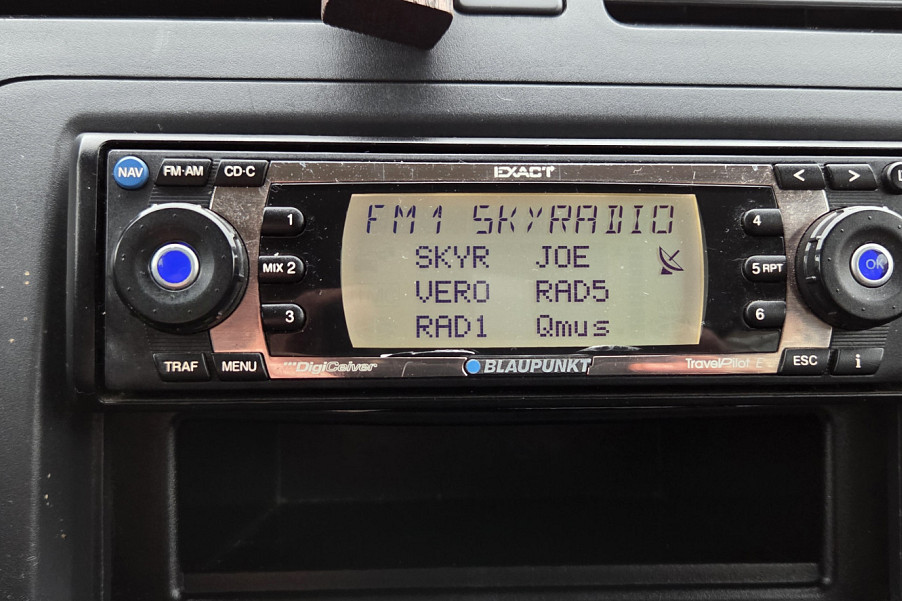 EXACT
NAV FM·AM CD·C < >
1 4
MIX 2 5 RPT
3 6
FM1 SKYRADIO
SKYR JOE
VERO RAD5
RAD1 Qmus
OK
TRAF MENU ESC i
DigiCeiver BLAUPUNKT TravelPilot E